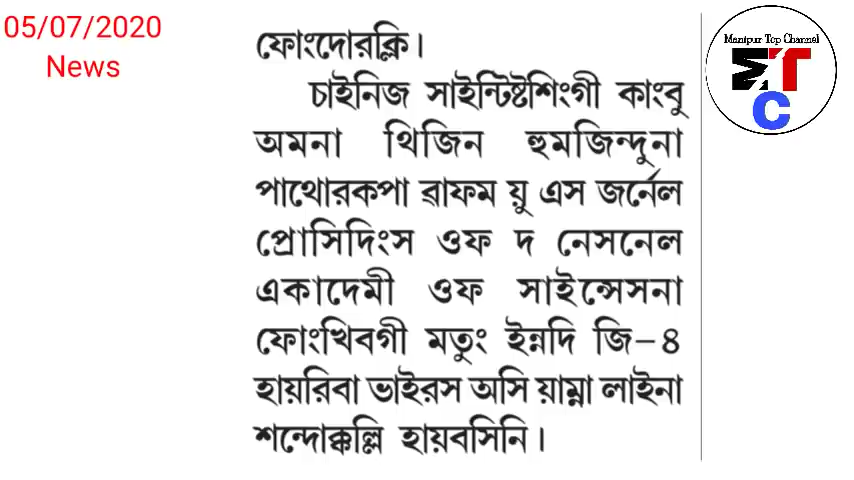 05/07/2020
News
ফোংদোরক্লি।
চাইনিজ সাইন্টিষ্টশিংগী কাংবু
অমনা থিজিন হুমজিন্দুনা
পাথোরকপা ৱাফম য়ু এস জর্নেল
প্রোসিদিংস ওফ দ নেসনেল
একাদেমী ওফ সাইন্সেসনা
ফোংখিবগী মতুং ইন্নদি জি-৪
হায়রিবা ভাইরস অসি য়াম্না লাইনা
শন্দোক্কল্লি হায়বসিনি।
Manipur Top Channel
MTC